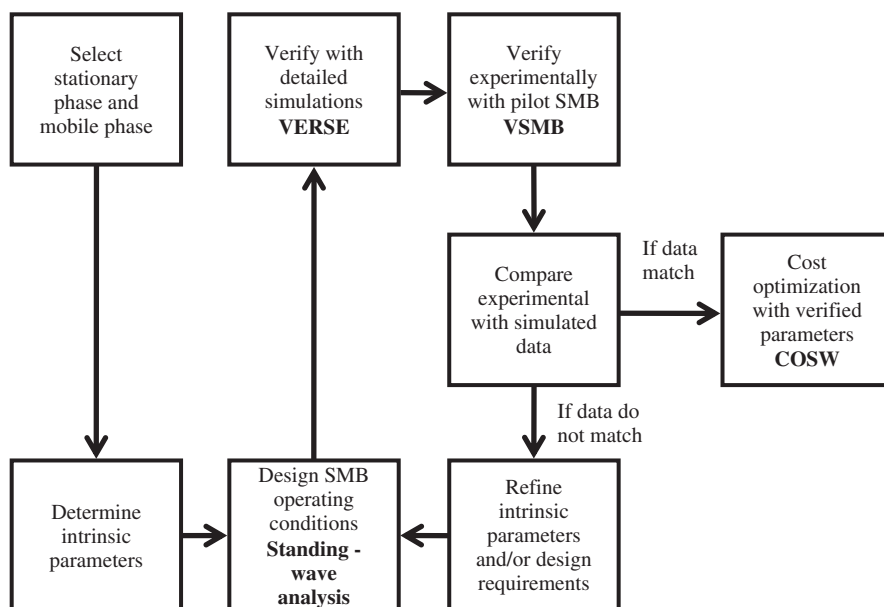 Select
stationary
phase and
mobile phase
Verify with
detailed
simulations
VERSE
Verify
experimentally
with pilot SMB
VSMB
Compare
experimental
with simulated
data
If data
match
Cost
optimization
with verified
parameters
COSW
If data do
not match
Determine
intrinsic
parameters
Design SMB
operating
conditions
Standing -
wave
analysis
Refine
intrinsic
parameters
and/or design
requirements